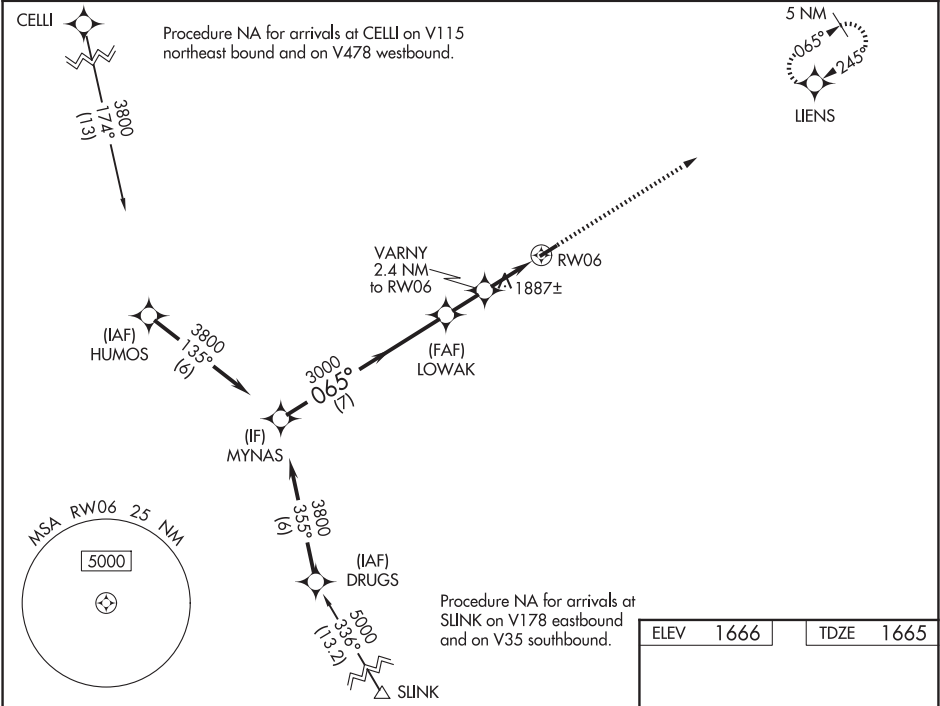 CELLI
Procedure NA for arrivals at CELLI on V115
northeast bound and on V478 westbound.
5 NM
065°
245°
LIENS
3800
174°
(13)
VARNY
2.4 NM
to RW06
RW06
1887±
(IAF)
HUMOS
3800
135°
(6)
(FAF)
LOWAK
3000
065°
(7)
(IF)
MYNAS
MSA RW06 25 NM
5000
3800
355°
(6)
(IAF)
DRUGS
5000
336°
(13.2)
SLINK
Procedure NA for arrivals at
SLINK on V178 eastbound
and on V35 southbound.
ELEV 1666
TDZE 1665